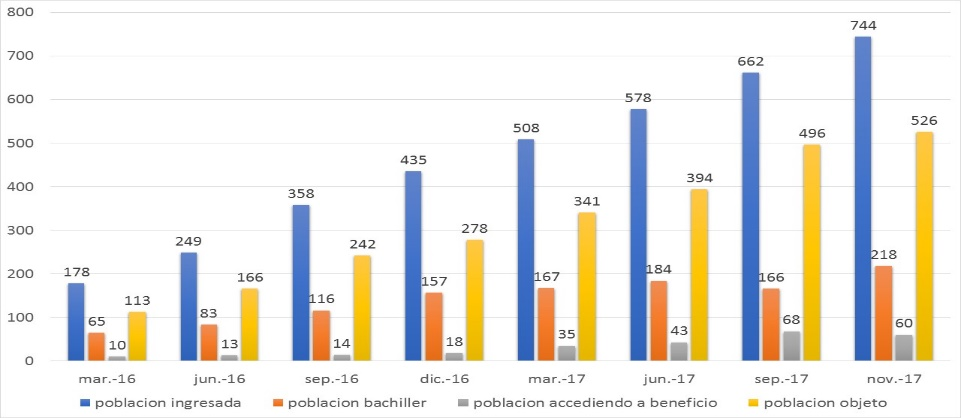 800
700
600
500
400
300
200
100
0
178 65 10 113
249 83 13 166
358 116 14 242
435 157 18 278
508 167 35 341
578 184 43 394
662 166 68 496
744 218 60 526
mar.-16 jun.-16 sep.-16 dic.-16 mar.-17 jun.-17 sep.-17 nov.-17
poblacion ingresada poblacion bachiller poblacion accediendo a beneficio poblacion objeto